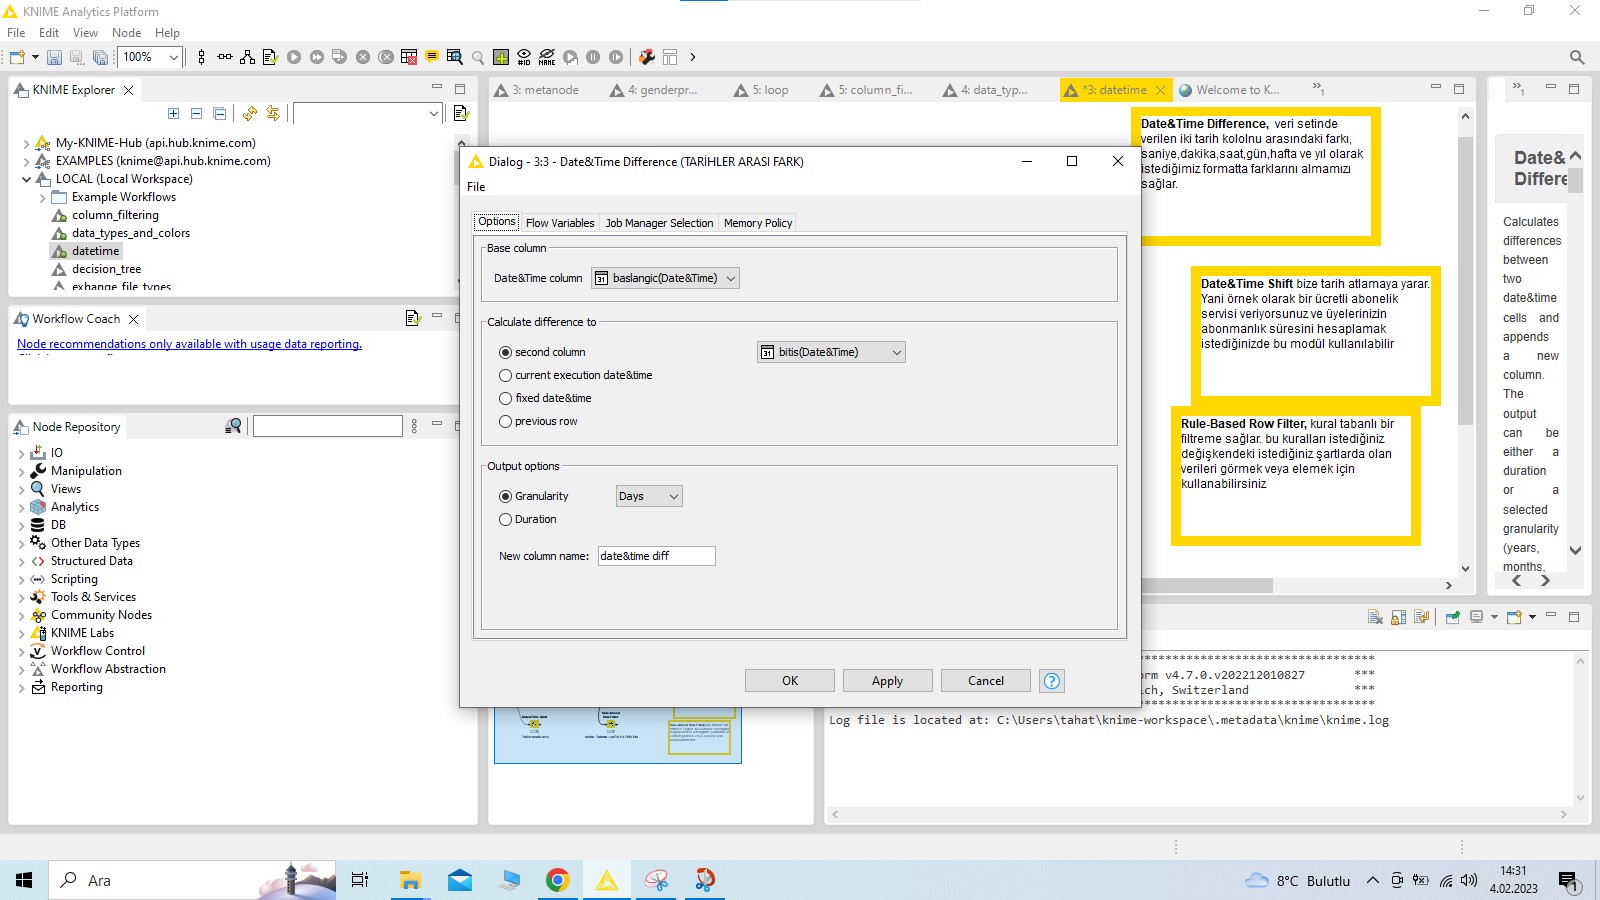 KNIME Analytics Platform
File Edit View Node Help
100%
KNIME Explorer
My-KNIME-Hub (api.hub.knime.com)
EXAMPLES (knime@api.hub.knime.com)
LOCAL (Local Workspace)
Example Workflows
column_filtering
data_types_and_colors
datetime
decision_tree
exhange_file_types
Workflow Coach
Node recommendations only available with usage data reporting.
Node Repository
IO
Manipulation
Views
Analytics
DB
Other Data Types
Structured Data
Scripting
Tools & Services
Community Nodes
KNIME Labs
Workflow Control
Workflow Abstraction
Reporting
3: metanode
4: genderpr...
5: loop
5: column_fi...
4: data_typ...
*3: datetime
Welcome to K...
Dialog - 3:3 - Date&Time Difference (TARİHLER ARASI FARK)
File
Options Flow Variables Job Manager Selection Memory Policy
Base column
Date&Time column baslangic(Date&Time)
Calculate difference to
second column bitis(Date&Time)
current execution date&time
fixed date&time
previous row
Output options
Granularity Days
Duration
New column name: date&time diff
OK Apply Cancel
Date&Time Difference, veri setinde
verilen iki tarih kololnu arasındaki farkı,
saniye,dakika,saat,gün,hafta ve yıl olarak
istediğimiz formatta farklarını almamızı
sağlar.
Date&Time Shift bize tarih atlamaya yarar.
Yani örnek olarak bir ücretli abonelik
servisi veriyorsunuz ve üyelerinizin
abonmanlık süresini hesaplamak
istediğinizde bu modül kullanılabilir
Rule-Based Row Filter, kural tabanlı bir
filtreme sağlar. bu kuralları istediğiniz
değişkendeki istediğiniz şartlarda olan
verileri görmek veya elemek için
kullanabilirsiniz
Date&
Differe
Calculates
differences
between
two
date&time
cells and
appends
a new
column.
The
output
can be
either a
duration
or a
selected
granularity
(years,
months,
***********************************
rm v4.7.0.v202212010827 ***
ich, Switzerland ***
***********************************
Log file is located at: C:\Users\tahat\knime-workspace\.metadata\knime\knime.log
Ara
8°C Bulutlu
14:31
4.02.2023
1